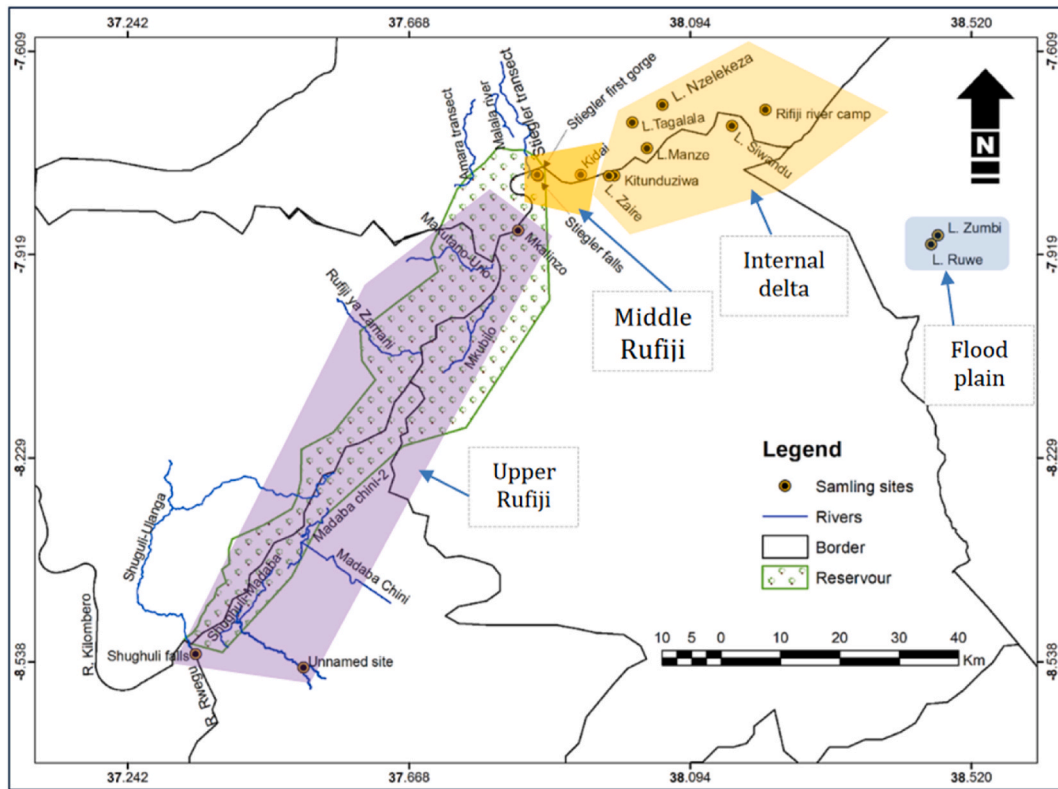 37.242
37.668
38.094
38.520
-7.609
-7.609
Stiegler transect
Stiegler first gorge
Malala river
Amara transect
L. Nzelekeza
L.Tagalala
Rifiji river camp
L. Siwandu
L.Manze
Kidai
Kitunduziwa
L. Zaire
Stiegler falls
N
L. Zumbi
L. Ruwe
-7.919
-7.919
Makutano-Uno
Mkalinzo
Internal
delta
Middle
Rufiji
Flood
plain
Rufiji ya Zamani
Mkubilo
-8.229
-8.229
Upper
Rufiji
Legend
Samling sites
Rivers
Border
Reservour
Shuguli-Ulanga
Madaba chini-2
Shughuli-Madaba
Madaba Chini
R. Kilombero
Shughuli falls
R. Rwegu
Unnamed site
10 5 0 10 20 30 40
Km
-8.538
-8.538
37.242
37.668
38.094
38.520